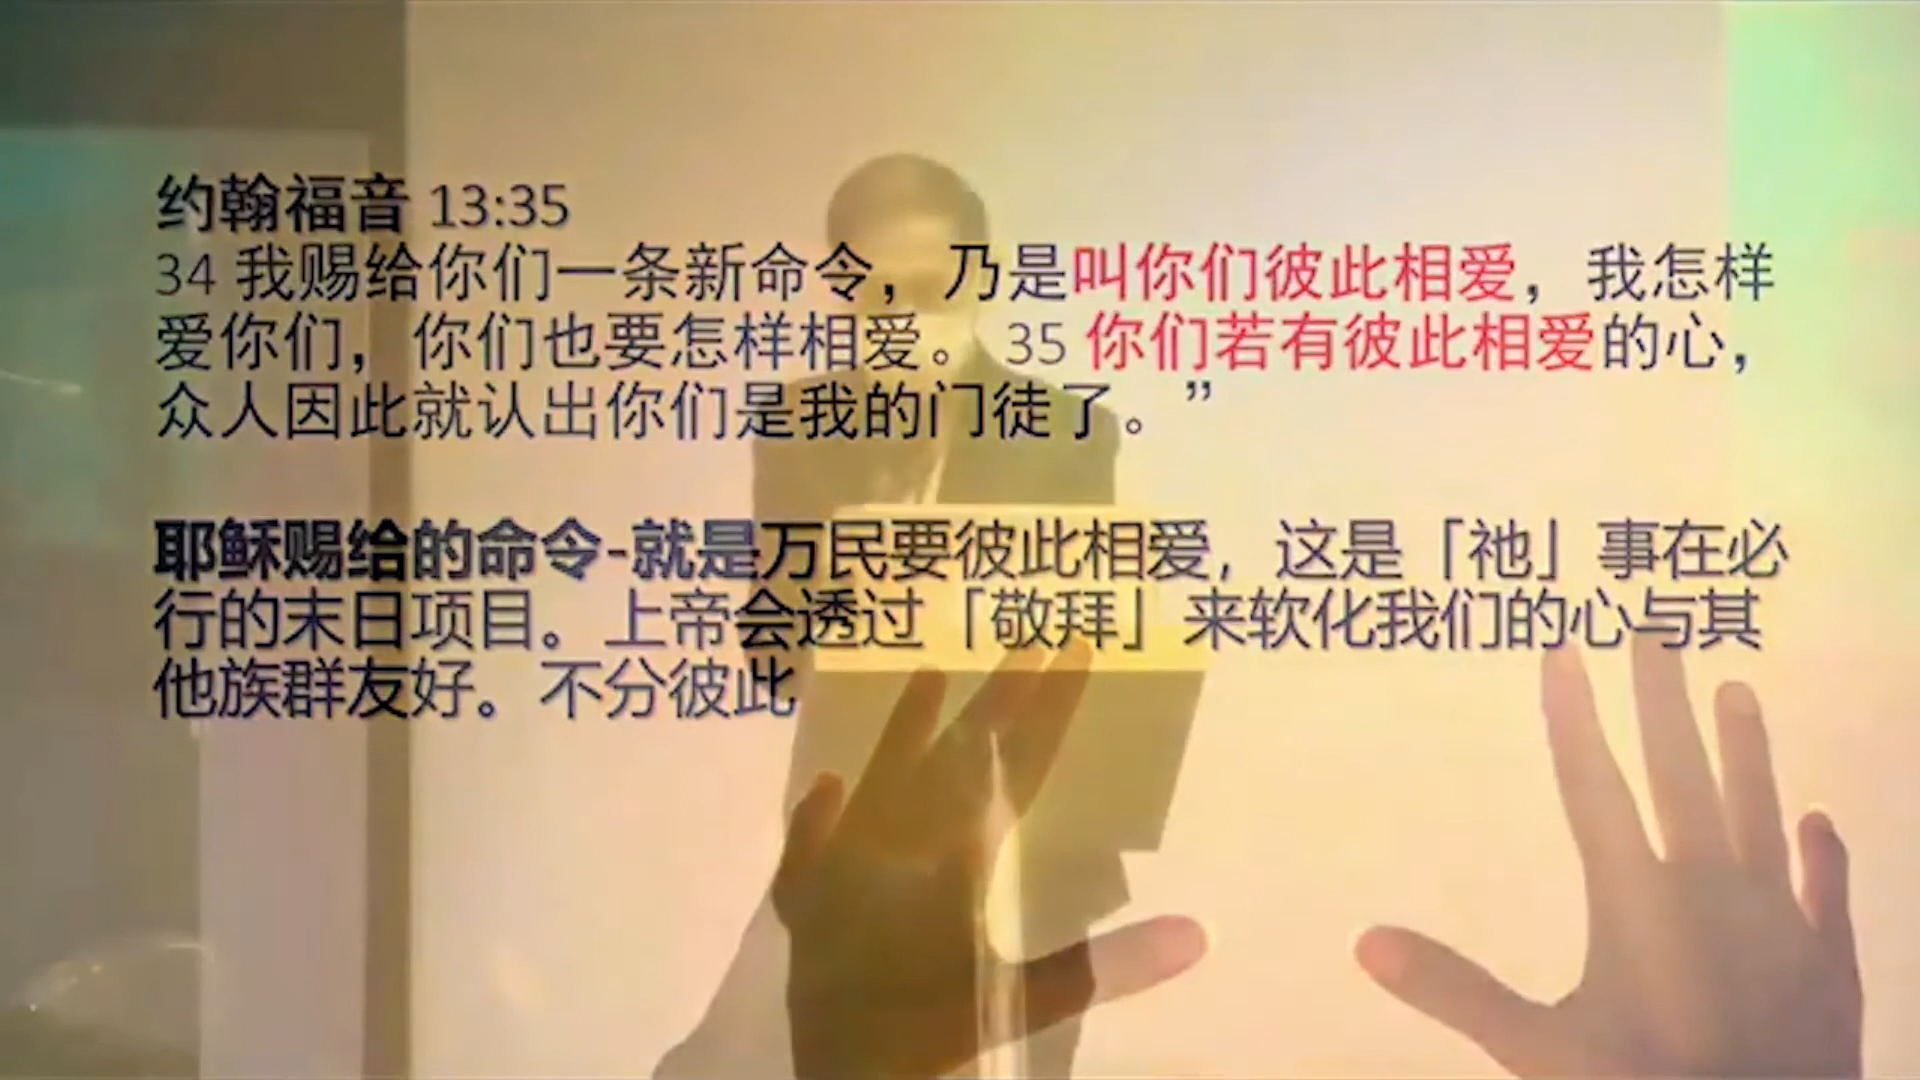 约翰福音 13:35
34 我赐给你们一条新命令，乃是叫你们彼此相爱，我怎样
爱你们，你们也要怎样相爱。 35 你们若有彼此相爱的心，
众人因此就认出你们是我的门徒了。”
耶稣赐给的命令-就是万民要彼此相爱，这是「祂」事在必
行的末日项目。上帝会透过「敬拜」来软化我们的心与其
他族群友好。不分彼此